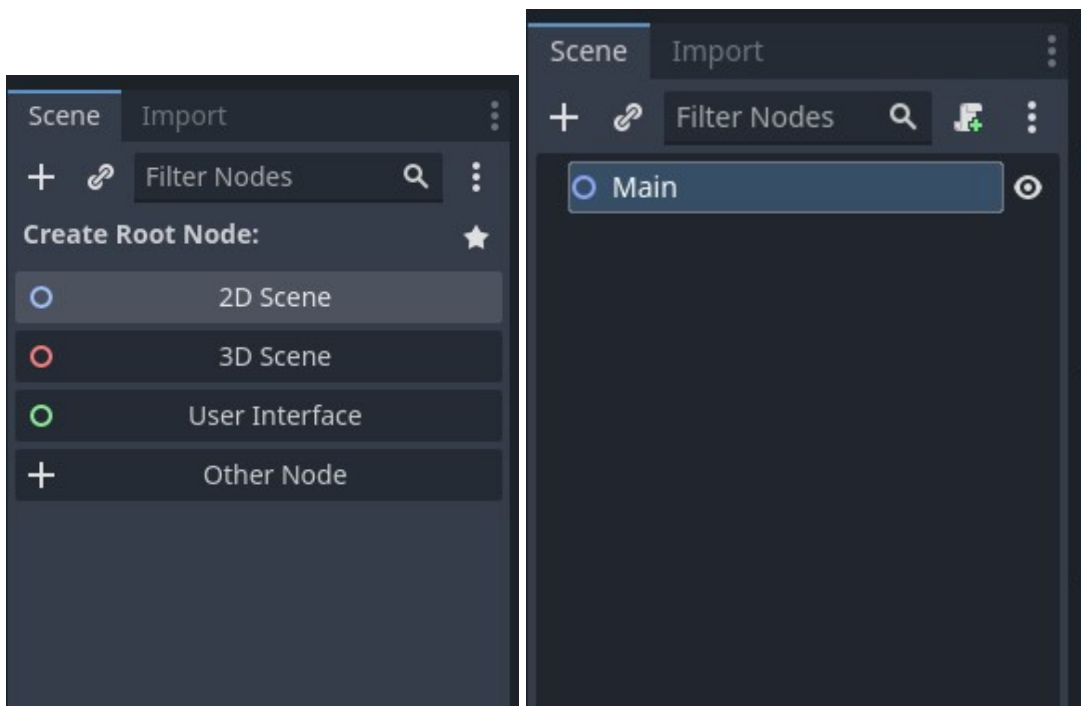 Scene Import
Filter Nodes
Create Root Node:
2D Scene
3D Scene
User Interface
Other Node
Scene Import
Filter Nodes
Main